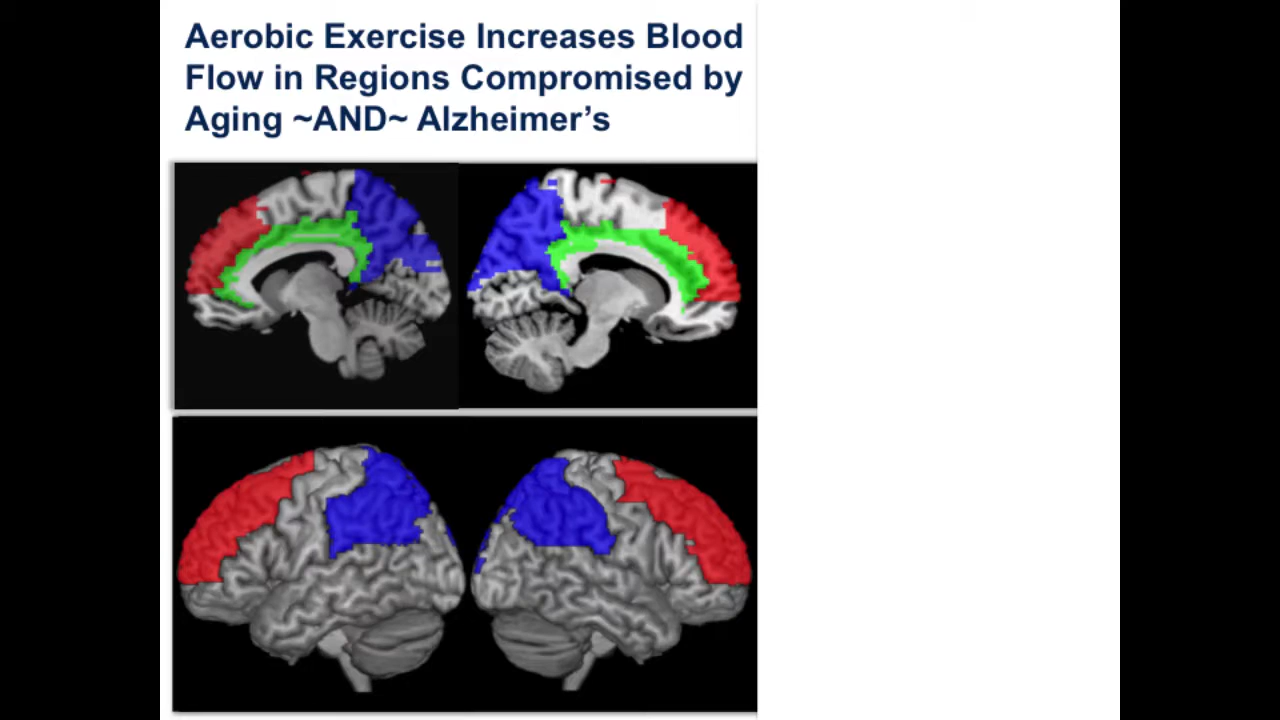 Aerobic Exercise Increases Blood
Flow in Regions Compromised by
Aging ~AND~ Alzheimer’s